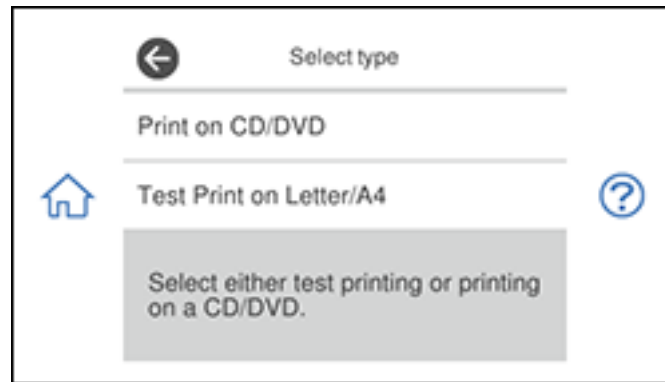 Select type
Print on CD/DVD
Test Print on Letter/A4
Select either test printing or printing
on a CD/DVD.